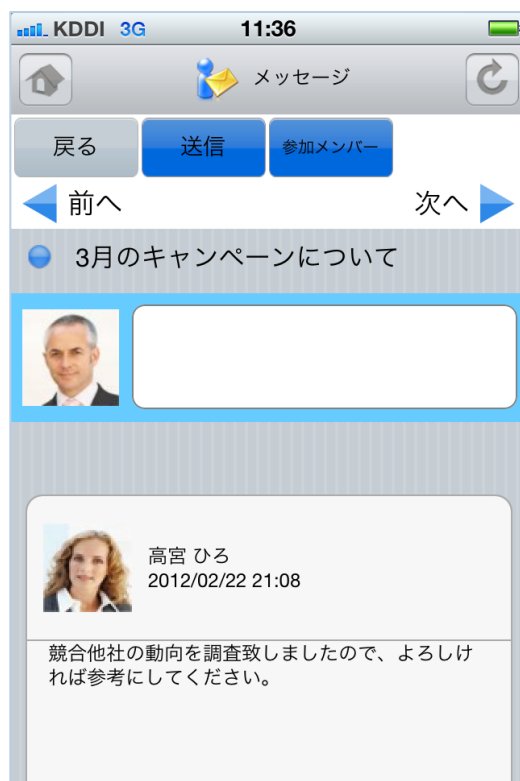 KDDI 3G 11:36
メッセージ
戻る 送信 参加メンバー
前へ 次へ
3月のキャンペーンについて
高宮 ひろ
2012/02/22 21:08
競合他社の動向を調査致しましたので、よろしけ
れば参考にしてください。